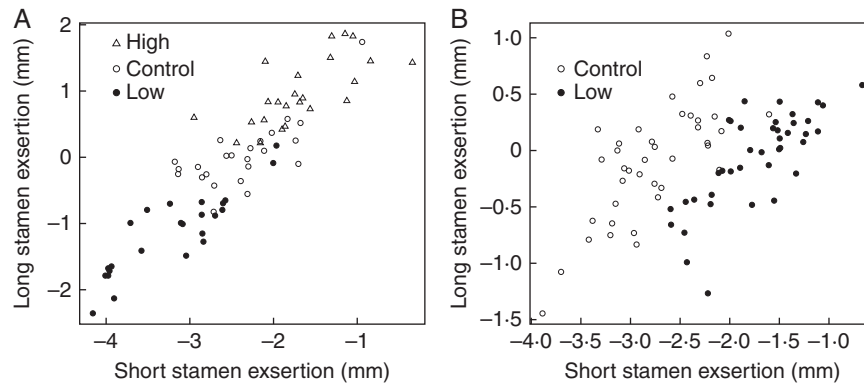 A
High
Control
Low
Long stamen exsertion (mm)
2
1
0
−1
−2
−4
−3
−2
−1
Short stamen exsertion (mm)
B
Control
Low
Long stamen exsertion (mm)
1·0
0·5
0
−0·5
−1·0
−1·5
−4·0
−3·5
−3·0
−2·5
−2·0
−1·5
−1·0
Short stamen exsertion (mm)